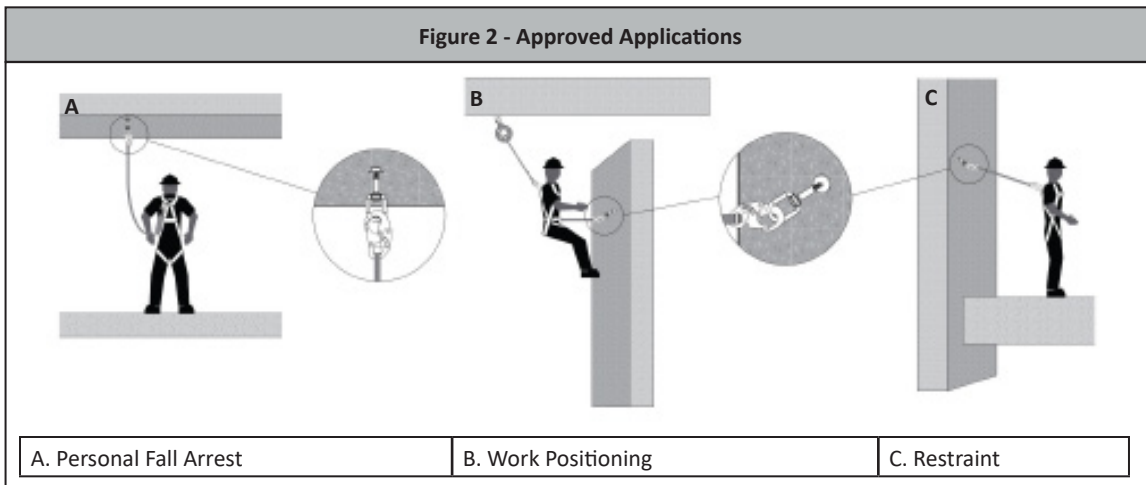 Figure 2 - Approved Applications
A
B
C
A. Personal Fall Arrest
B. Work Positioning
C. Restraint